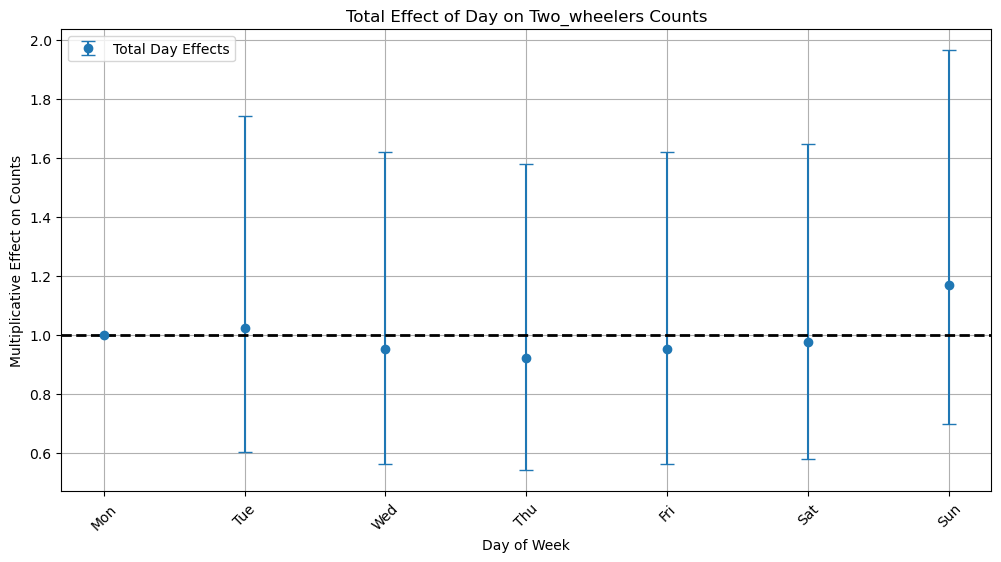 Total Effect of Day on Two_wheelers Counts
Total Day Effects
Multiplicative Effect on Counts
2.0
1.8
1.6
1.4
1.2
1.0
0.8
0.6
Mon
Tue
Wed
Thu
Fri
Sat
Sun
Day of Week